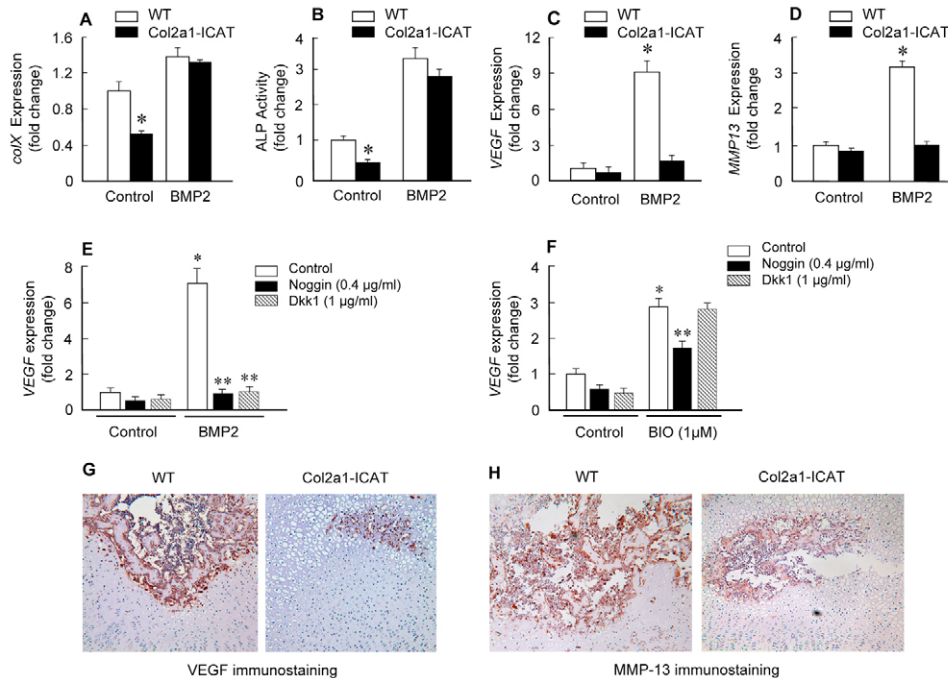 A
WT
Col2a1-ICAT
colX Expression
(fold change)
1.6
1.2
0.8
0.4
0
*
Control
BMP2
B
WT
Col2a1-ICAT
ALP Activity
(fold change)
4
3
2
1
0
*
Control
BMP2
C
WT
Col2a1-ICAT
VEGF Expression
(fold change)
12
9
6
3
0
*
Control
BMP2
D
WT
Col2a1-ICAT
MMP13 Expression
(fold change)
4
3
2
1
0
*
Control
BMP2
E
Control
Noggin (0.4 µg/ml)
Dkk1 (1 µg/ml)
VEGF expression
(fold change)
8
6
4
2
0
*
**
**
Control
BMP2
F
Control
Noggin (0.4 µg/ml)
Dkk1 (1 µg/ml)
VEGF expression
(fold change)
4
3
2
1
0
*
**
Control
BIO (1µM)
G
WT
Col2a1-ICAT
VEGF immunostaining
H
WT
Col2a1-ICAT
MMP-13 immunostaining